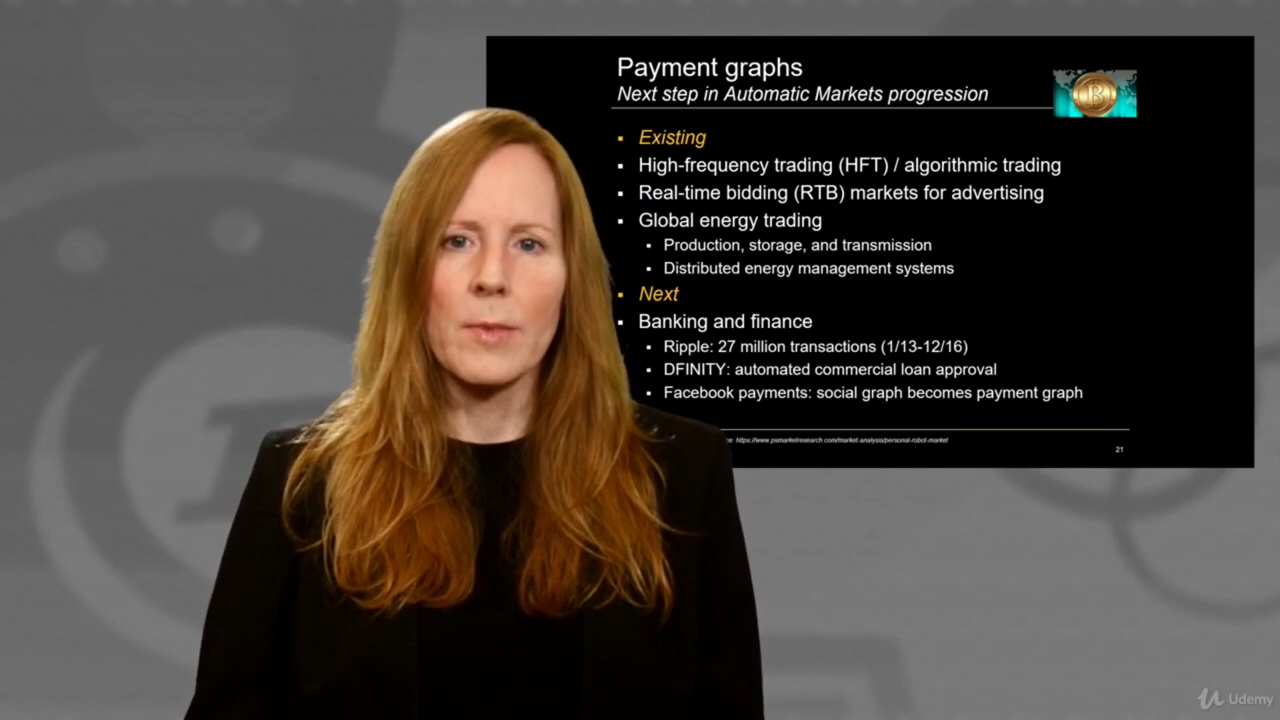 Payment graphs
Next step in Automatic Markets progression
▪ Existing
▪ High-frequency trading (HFT) / algorithmic trading
▪ Real-time bidding (RTB) markets for advertising
▪ Global energy trading
▪ Production, storage, and transmission
▪ Distributed energy management systems
▪ Next
▪ Banking and finance
▪ Ripple: 27 million transactions (1/13-12/16)
▪ DFINITY: automated commercial loan approval
▪ Facebook payments: social graph becomes payment graph
https://www.psmarketresearch.com/market-analysis/personal-robot-market
21
Udemy